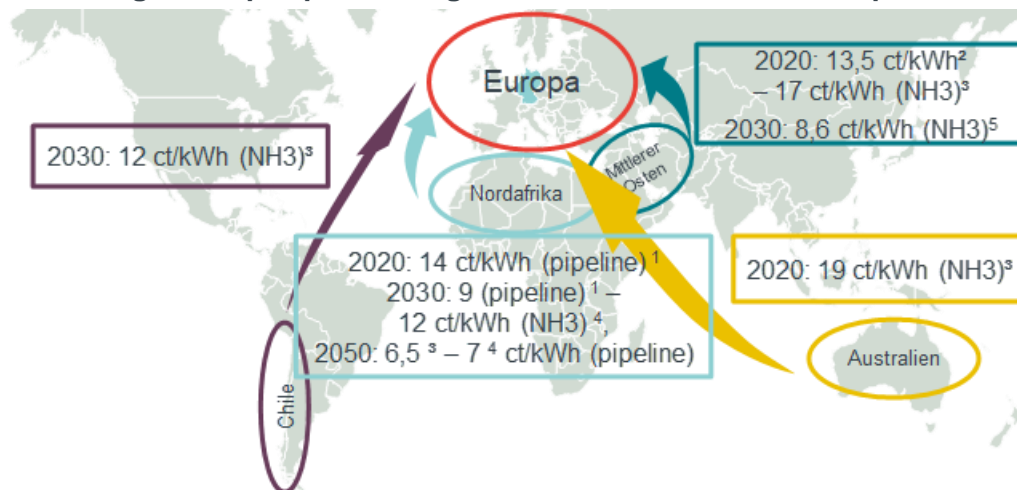 Europa
2020: 13,5 ct/kWh²
– 17 ct/kWh (NH3)³
2030: 8,6 ct/kWh (NH3)⁵
2030: 12 ct/kWh (NH3)³
Mittlerer
Osten
Nordafrika
2020: 14 ct/kWh (pipeline) ¹
2030: 9 (pipeline) ¹ –
12 ct/kWh (NH3) ⁴,
2050: 6,5 ³ – 7 ⁴ ct/kWh (pipeline)
2020: 19 ct/kWh (NH3)³
Australien
Chile